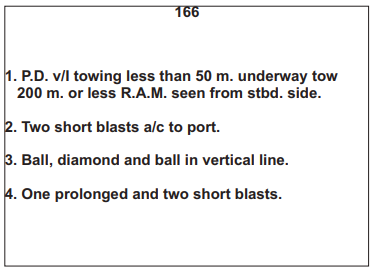 166
1. P.D. v/l towing less than 50 m. underway tow
200 m. or less R.A.M. seen from stbd. side.
2. Two short blasts a/c to port.
3. Ball, diamond and ball in vertical line.
4. One prolonged and two short blasts.